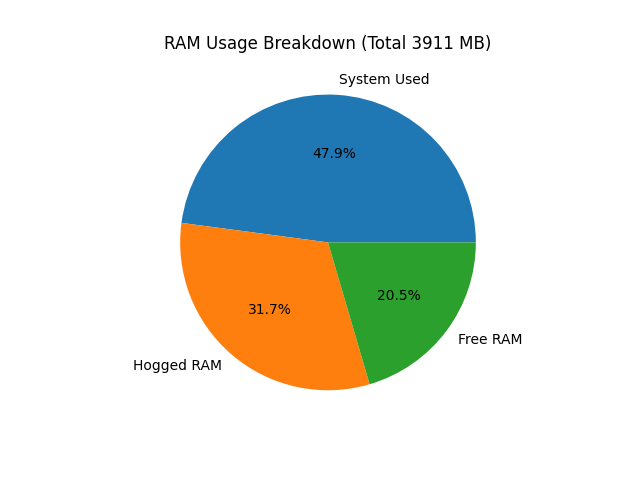 RAM Usage Breakdown (Total 3911 MB)
System Used
47.9%
31.7%
20.5%
Hogged RAM
Free RAM